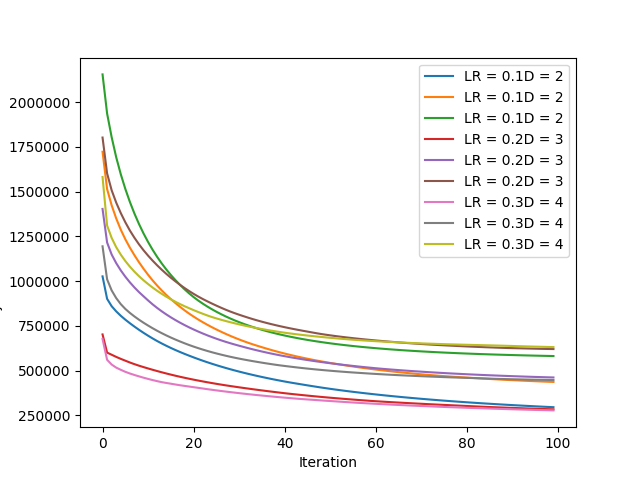 2000000
1750000
1500000
1250000
1000000
750000
500000
250000
LR = 0.1D = 2
LR = 0.1D = 2
LR = 0.1D = 2
LR = 0.2D = 3
LR = 0.2D = 3
LR = 0.2D = 3
LR = 0.3D = 4
LR = 0.3D = 4
LR = 0.3D = 4
0 20 40 60 80 100
Iteration